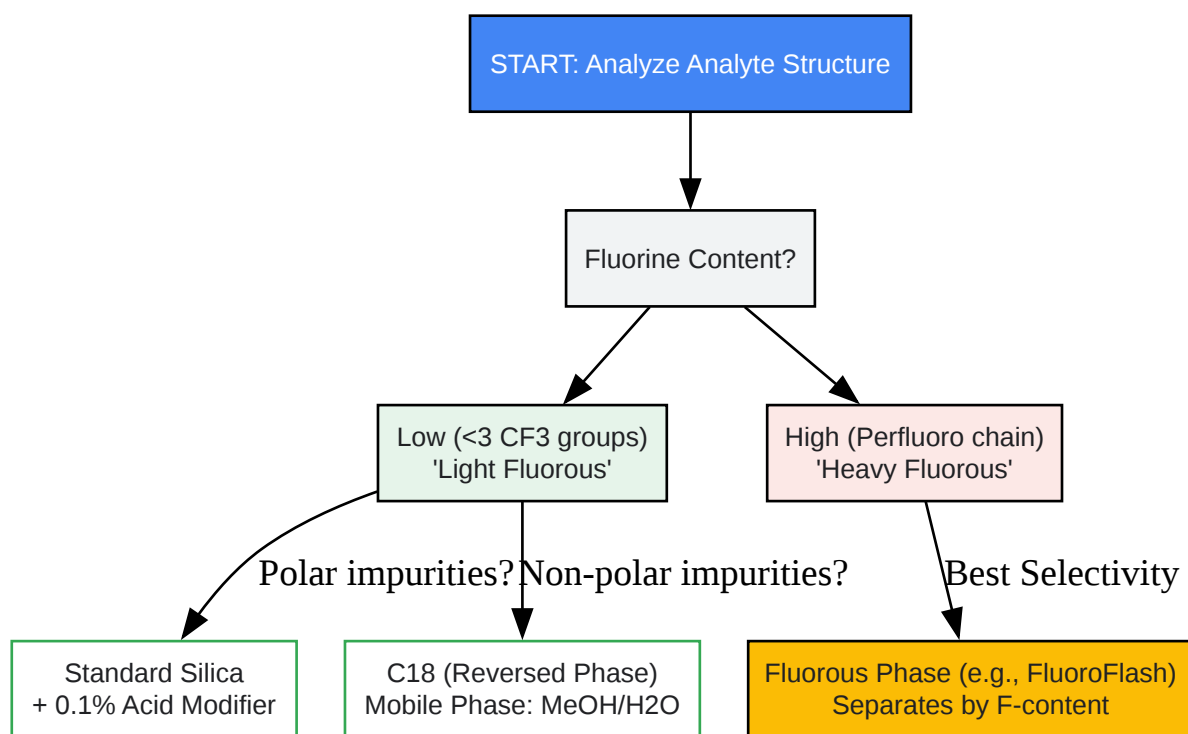 START: Analyze Analyte Structure
Fluorine Content?
Low (<3 CF3 groups)
'Light Fluorous'
High (Perfluoro chain)
'Heavy Fluorous'
Polar impurities?
Non-polar impurities?
Best Selectivity
Standard Silica
+ 0.1% Acid Modifier
C18 (Reversed Phase)
Mobile Phase: MeOH/H2O
Fluorous Phase (e.g., FluoroFlash)
Separates by F-content